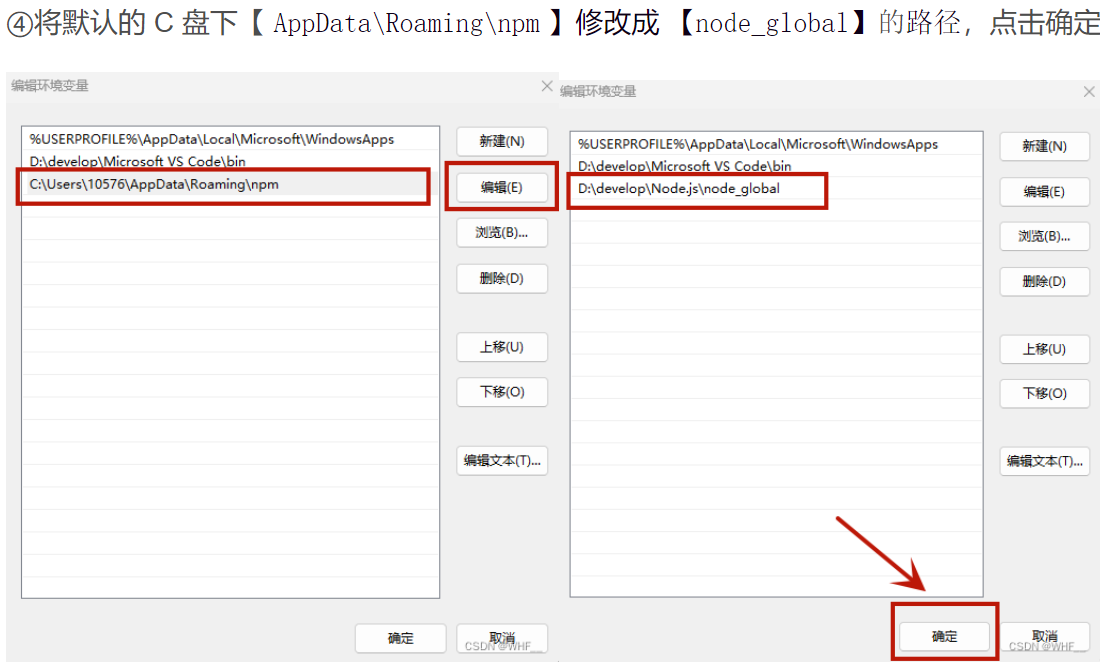 ④将默认的 C 盘下【 AppData\Roaming\npm 】修改成 【node_global】的路径，点击确定
编辑环境变量
%USERPROFILE%\AppData\Local\Microsoft\WindowsApps
D:\develop\Microsoft VS Code\bin
C:\Users\10576\AppData\Roaming\npm
新建(N)
编辑(E)
浏览(B)...
删除(D)
上移(U)
下移(O)
编辑文本(T)...
确定
取消
CSDN @WHF__
编辑环境变量
%USERPROFILE%\AppData\Local\Microsoft\WindowsApps
D:\develop\Microsoft VS Code\bin
D:\develop\Node.js\node_global
新建(N)
编辑(E)
浏览(B)...
删除(D)
上移(U)
下移(O)
编辑文本(T)...
确定
取消
CSDN @WHF__